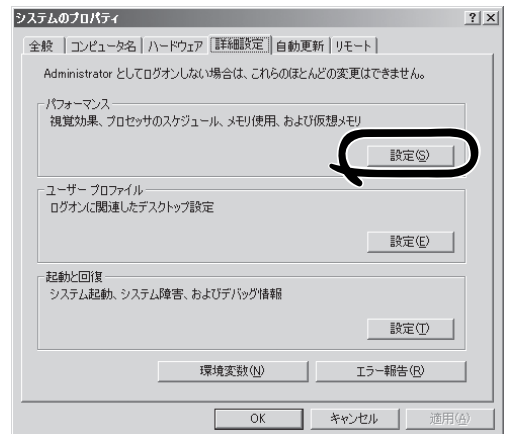 システムのプロパティ
全般 コンピュータ名 ハードウェア 詳細設定 自動更新 リモート
Administrator としてログオンしない場合は、これらのほとんどの変更はできません。
パフォーマンス
視覚効果、プロセッサのスケジュール、メモリ使用、および仮想メモリ
設定(S)
ユーザー プロファイル
ログオンに関連したデスクトップ設定
設定(E)
起動と回復
システム起動、システム障害、およびデバッグ情報
設定(T)
環境変数(N) エラー報告(R)
OK キャンセル 適用(A)